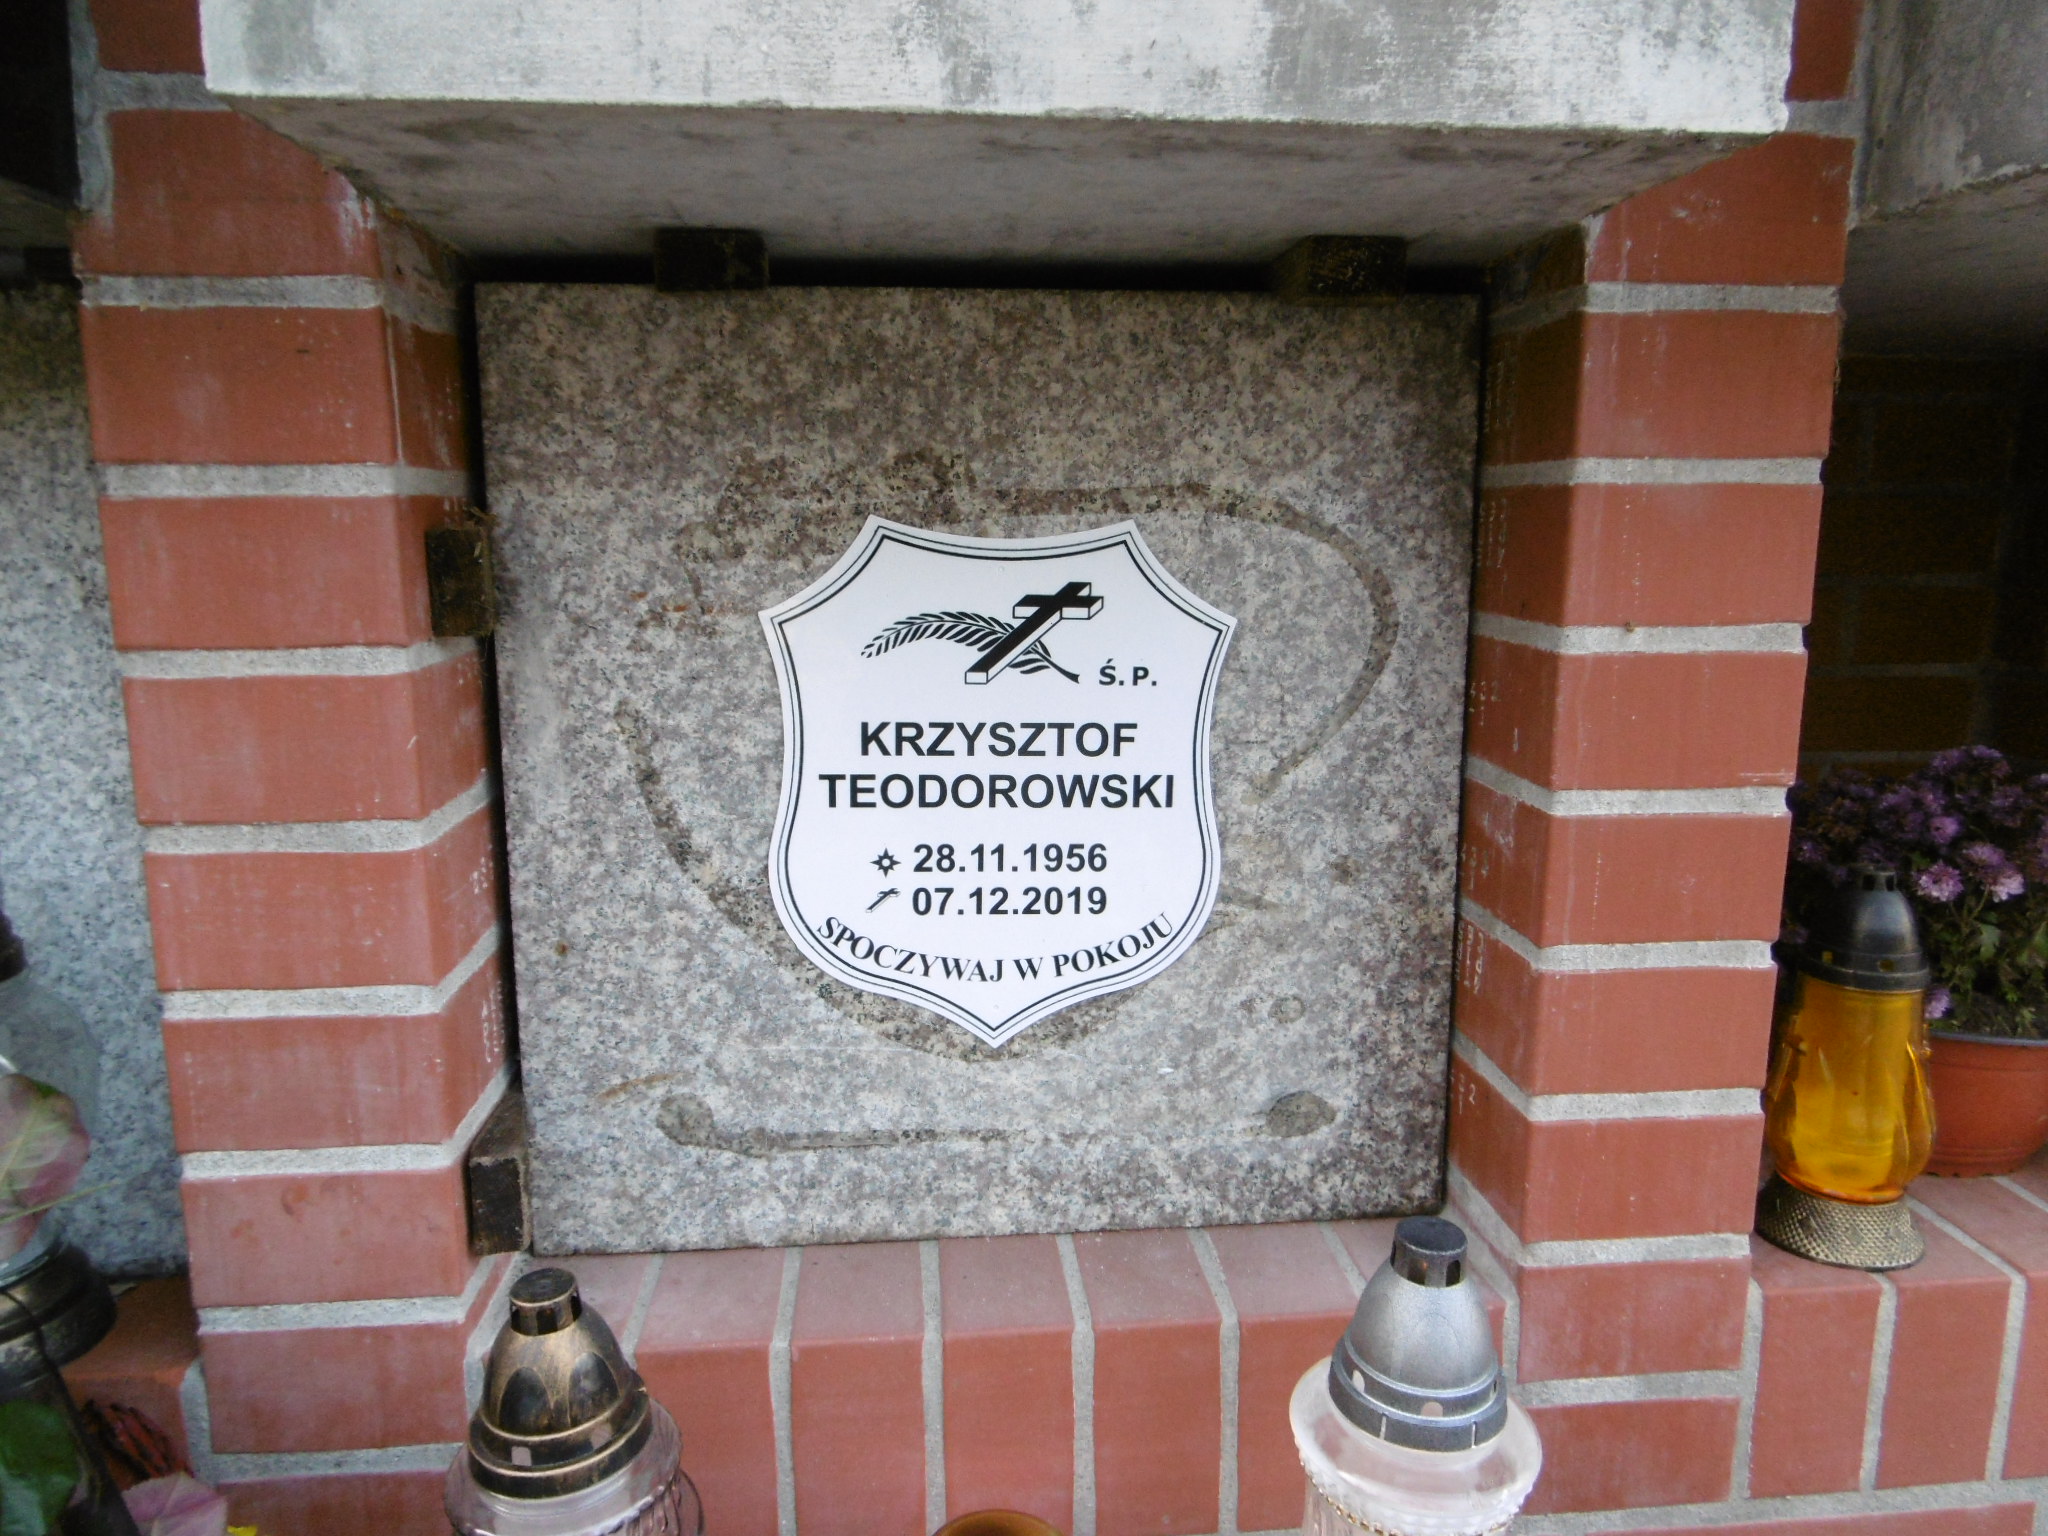 Ś.P.
KRZYSZTOF
TEODOROWSKI
28.11.1956
07.12.2019
SPOCZYWAJ W POKOJU